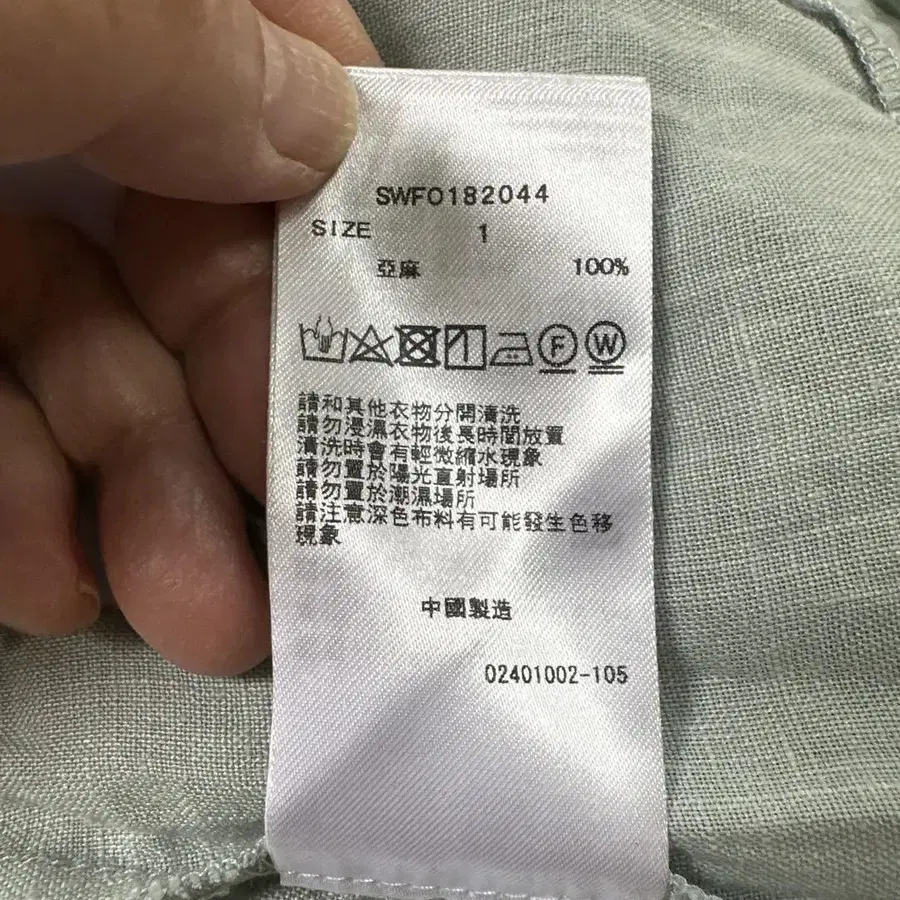 SWF0182044
SIZE 1
亞麻 100%
F W
請和其他衣物分開清洗
請勿浸濕衣物後長時間放置
清洗時會有輕微縮水現象
請勿置於陽光直射場所
請勿置於潮濕場所
請注意深色布料有可能發生色移
現象
中國製造
02401002-105